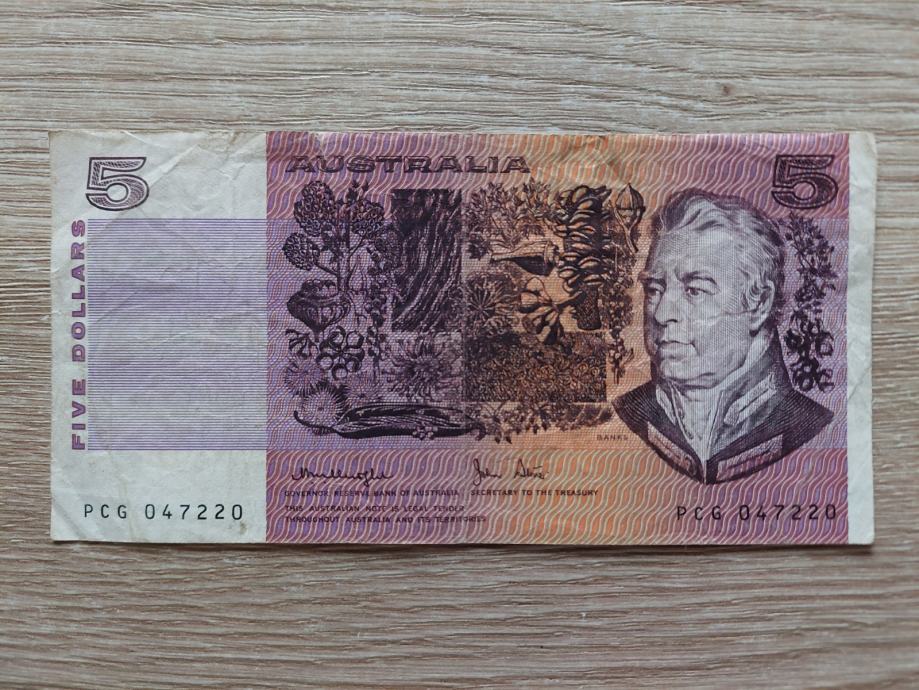 AUSTRALIA
5
5
FIVE DOLLARS
BANKS
GOVERNOR RESERVE BANK OF AUSTRALIA SECRETARY TO THE TREASURY
THIS AUSTRALIAN NOTE IS LEGAL TENDER
THROUGHOUT AUSTRALIA AND ITS TERRITORIES
PCG 047220
PCG 047220